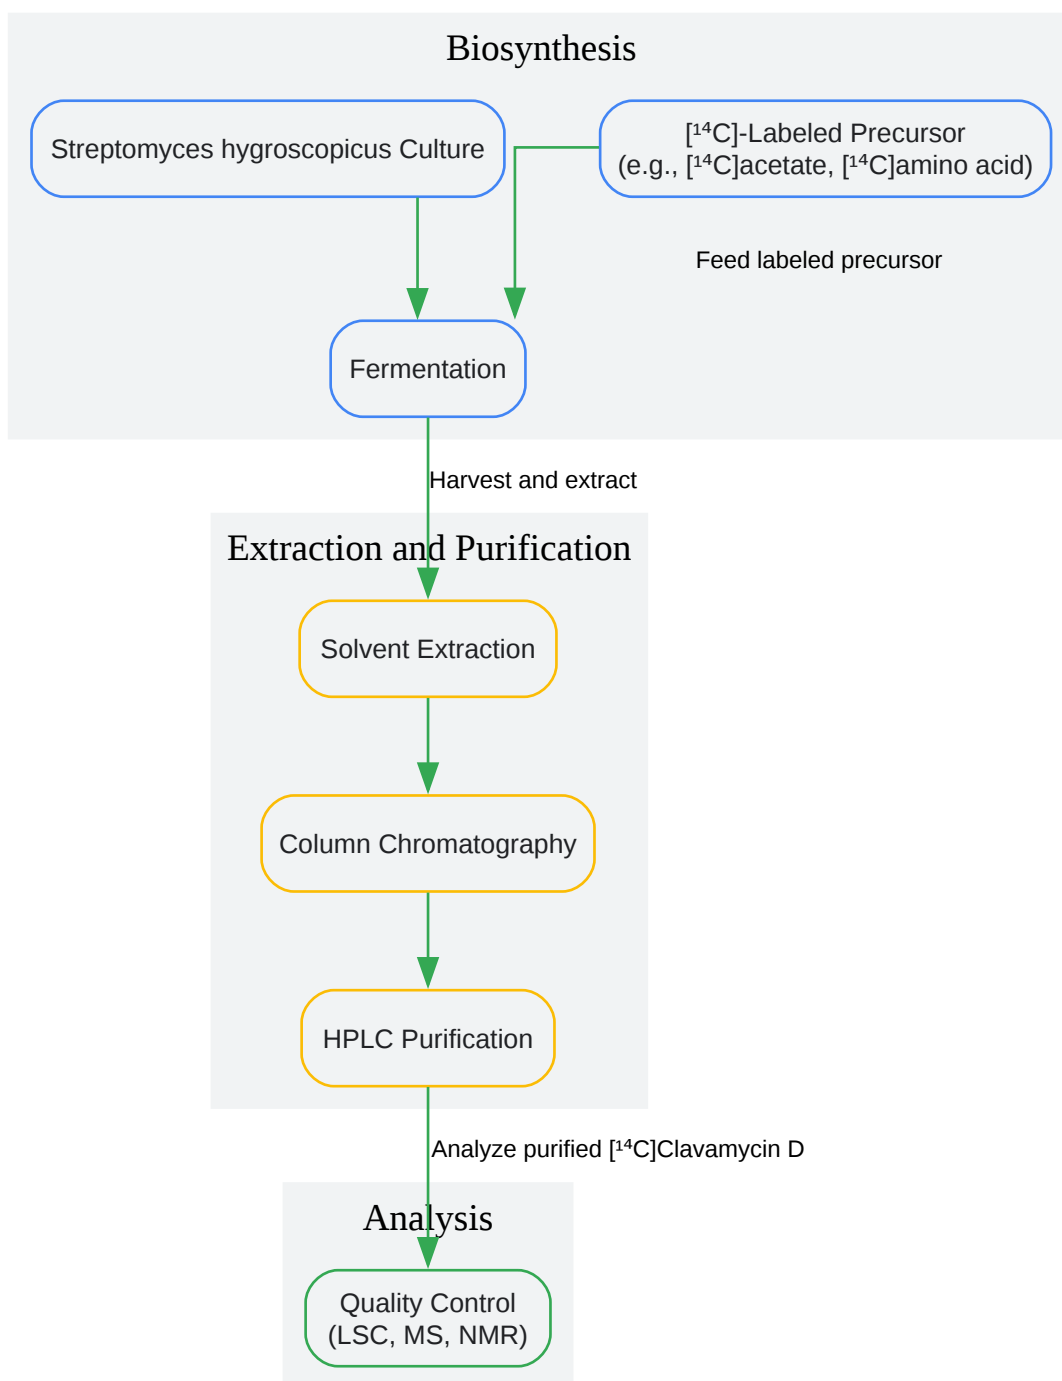 Biosynthesis
Streptomyces hygroscopicus Culture
[¹⁴C]-Labeled Precursor
(e.g., [¹⁴C]acetate, [¹⁴C]amino acid)
Feed labeled precursor
Fermentation
Harvest and extract
Extraction and Purification
Solvent Extraction
Column Chromatography
HPLC Purification
Analyze purified [¹⁴C]Clavamycin D
Analysis
Quality Control
(LSC, MS, NMR)